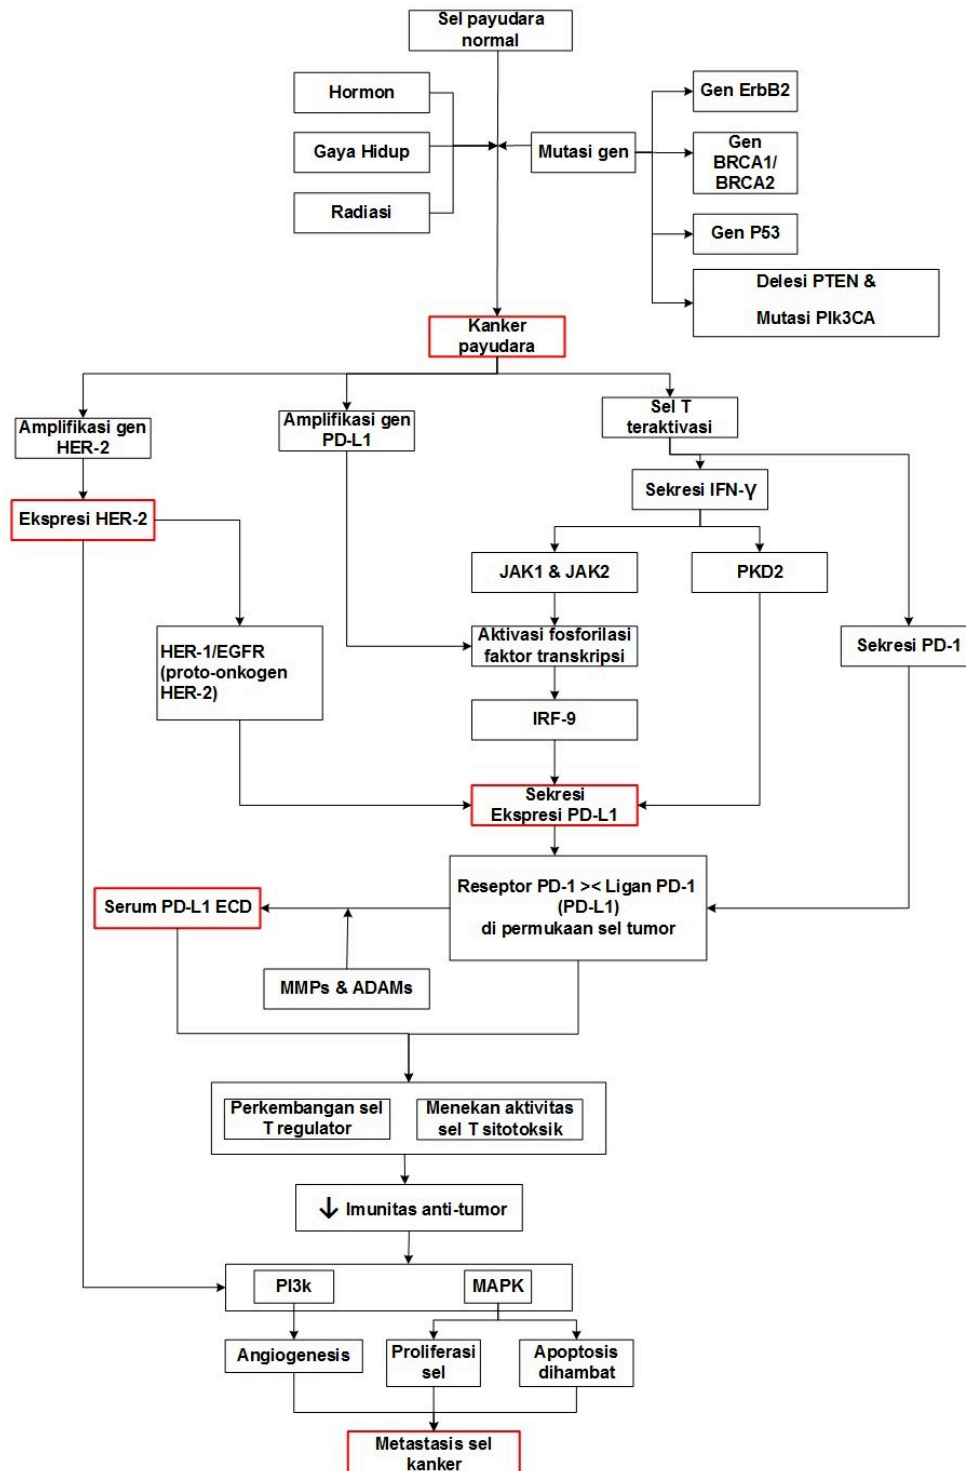 Sel payudara
normal
Hormon
Gaya Hidup
Radiasi
Mutasi gen
Gen ErbB2
Gen
BRCA1/
BRCA2
Gen P53
Delesi PTEN &
Mutasi PIk3CA
Kanker
payudara
Amplifikasi gen
HER-2
Amplifikasi gen
PD-L1
Sel T
teraktivasi
Sekresi IFN-γ
Ekspresi HER-2
JAK1 & JAK2
PKD2
HER-1/EGFR
(proto-onkogen
HER-2)
Aktivasi fosforilasi
faktor transkripsi
Sekresi PD-1
IRF-9
Sekresi
Ekspresi PD-L1
Reseptor PD-1 >< Ligan PD-1
(PD-L1)
di permukaan sel tumor
Serum PD-L1 ECD
MMPs & ADAMs
Perkembangan sel
T regulator
Menekan aktivitas
sel T sitotoksik
↓ Imunitas anti-tumor
PI3k
MAPK
Angiogenesis
Proliferasi
sel
Apoptosis
dihambat
Metastasis sel
kanker